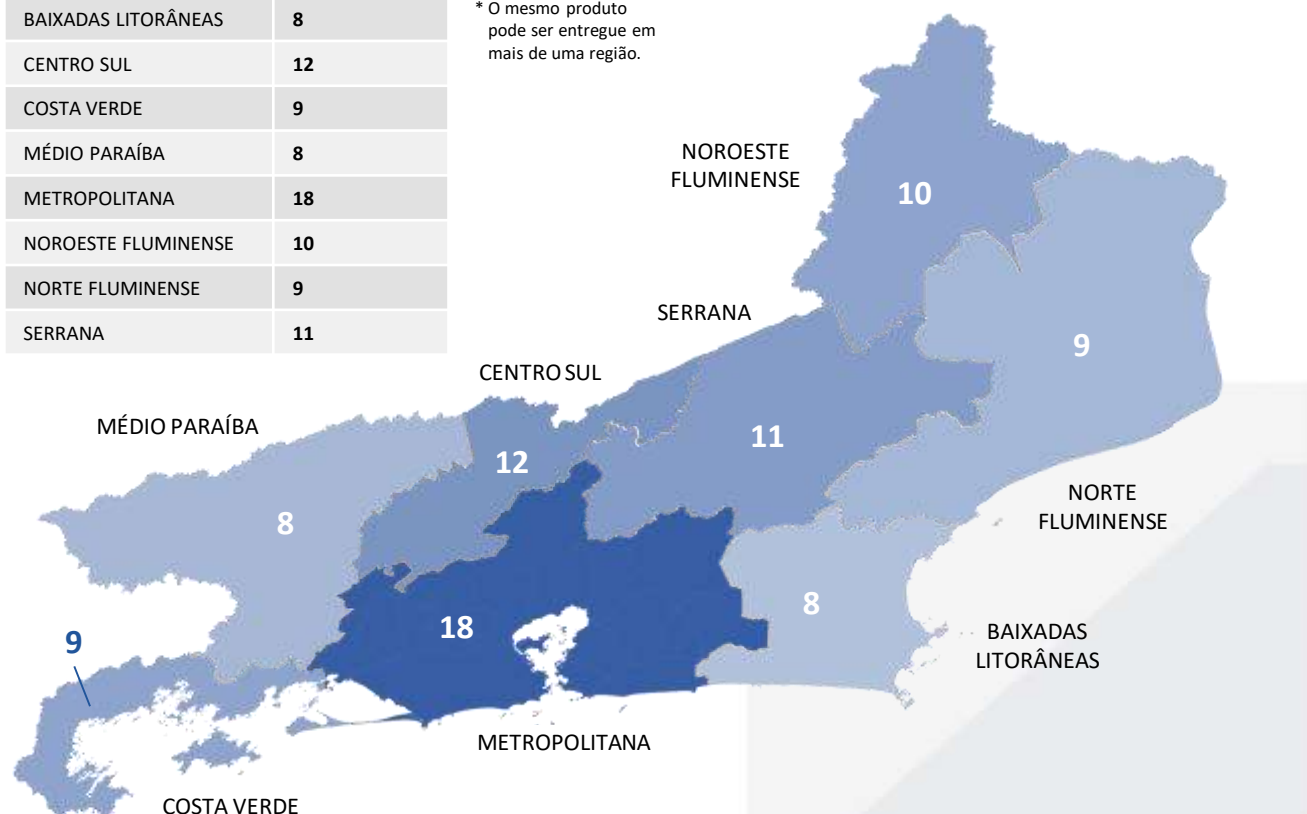 BAIXADAS LITORÂNEAS 8
CENTRO SUL 12
COSTA VERDE 9
MÉDIO PARAÍBA 8
METROPOLITANA 18
NOROESTE FLUMINENSE 10
NORTE FLUMINENSE 9
SERRANA 11
* O mesmo produto
pode ser entregue em
mais de uma região.
NOROESTE
FLUMINENSE
10
SERRANA
9
CENTRO SUL
MÉDIO PARAÍBA
11
12
NORTE
FLUMINENSE
8
8
18
9
BAIXADAS
LITORÂNEAS
METROPOLITANA
COSTA VERDE